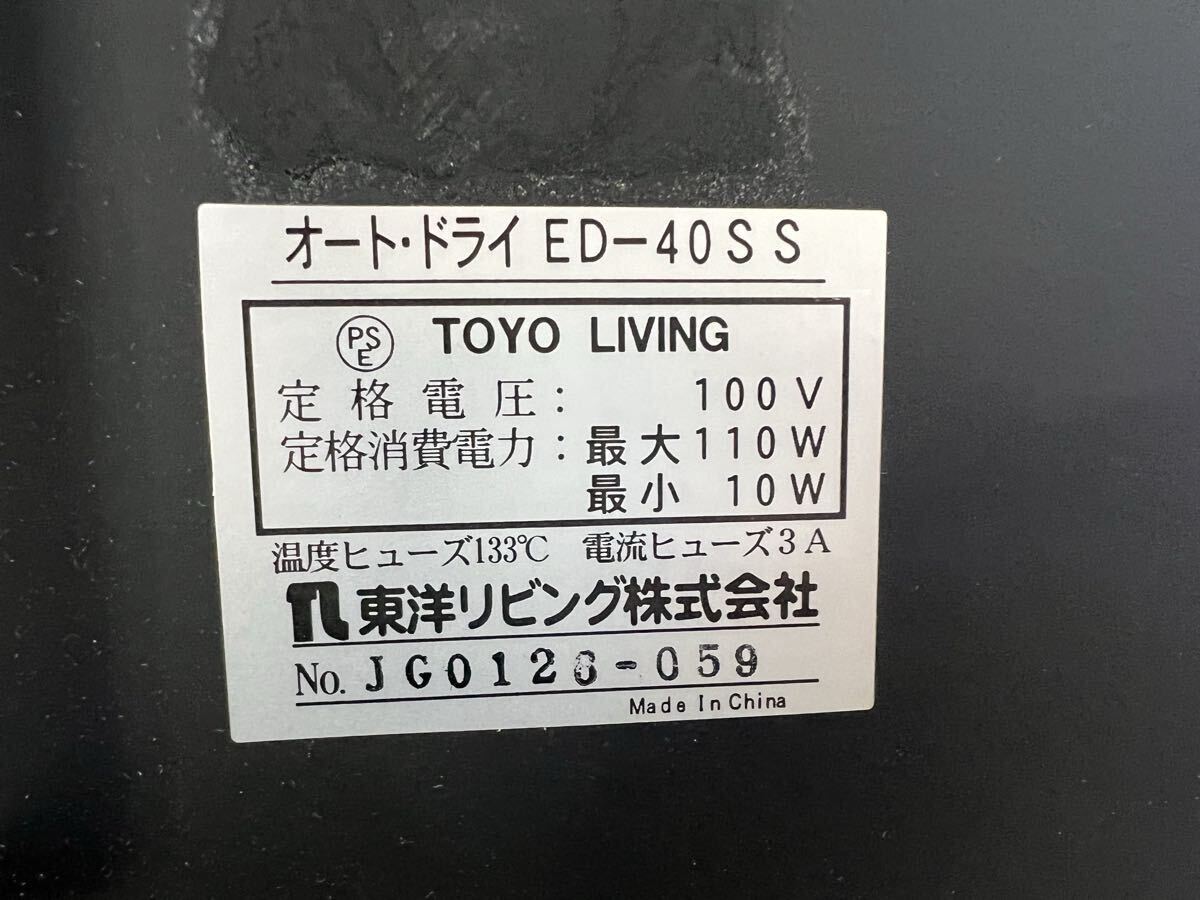 オート・ドライ ED-40SS
PSE TOYO LIVING
定格電圧: 100V
定格消費電力: 最大110W
最小 10W
温度ヒューズ133℃ 電流ヒューズ3A
東洋リビング株式会社
No. JG0126-059
Made In China